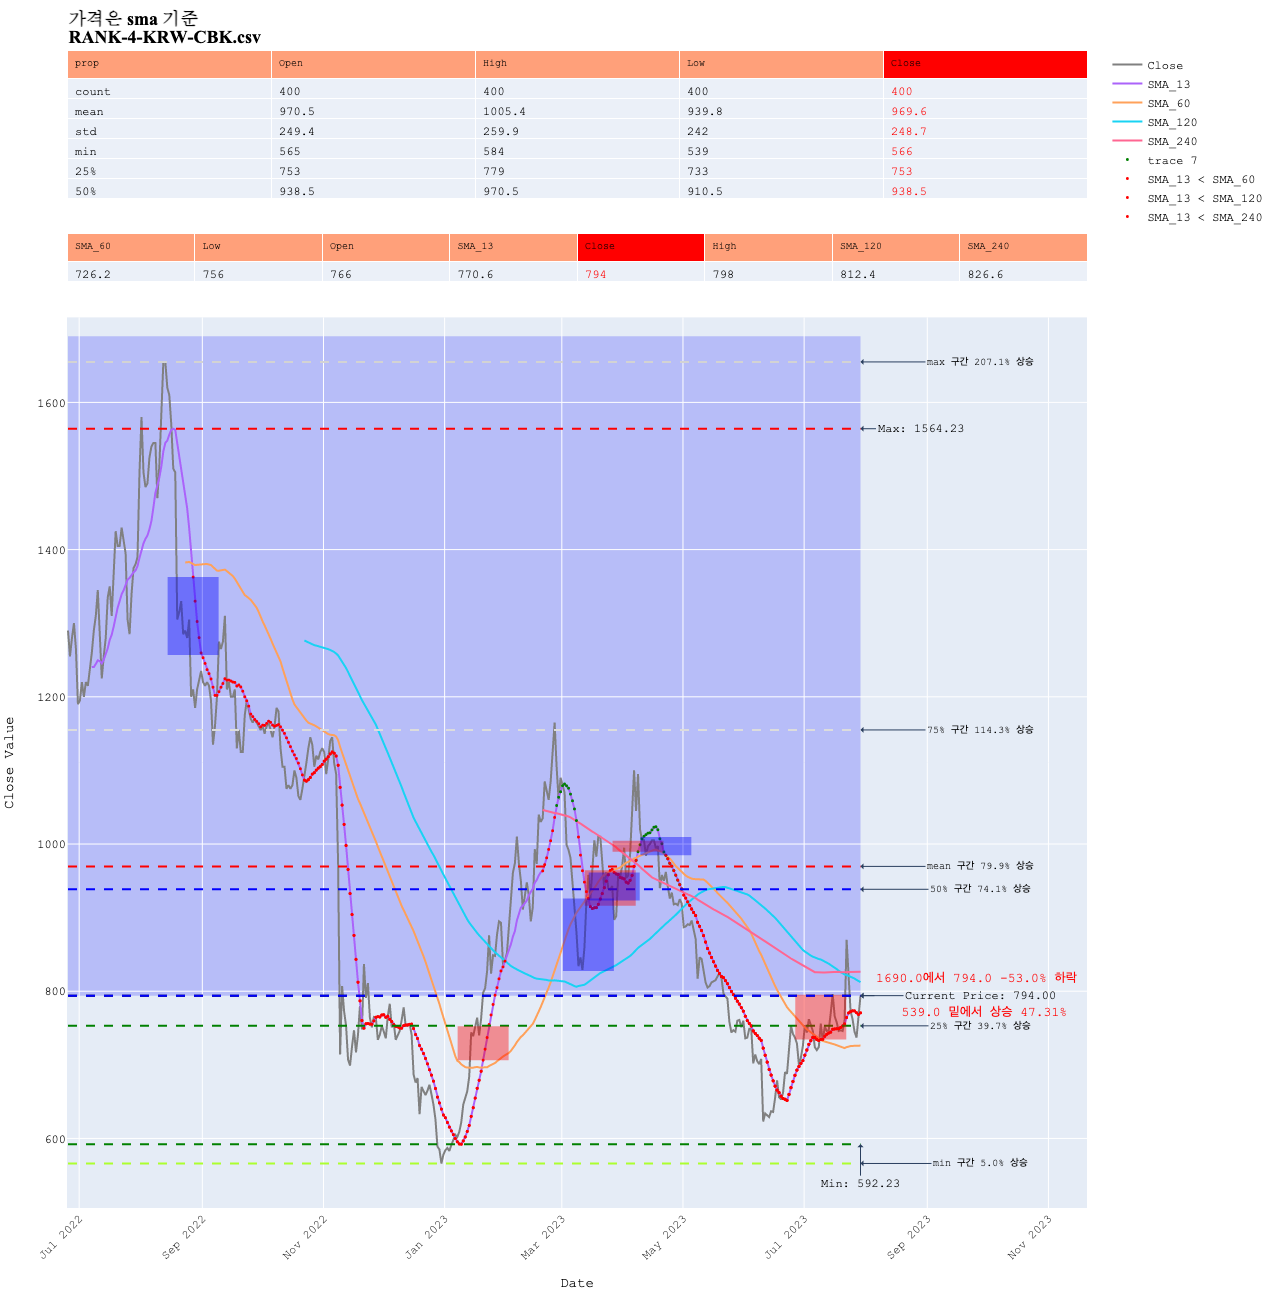 가격은 sma 기준
RANK-4-KRW-CBK.csv
prop Open High Low Close
count 400 400 400 400
mean 970.5 1005.4 939.8 969.6
std 249.4 259.9 242 248.7
min 565 584 539 566
25% 753 779 733 753
50% 938.5 970.5 910.5 938.5
SMA_60 Low Open SMA_13 Close High SMA_120 SMA_240
726.2 756 766 770.6 794 798 812.4 826.6
Close
SMA_13
SMA_60
SMA_120
SMA_240
trace 7
SMA_13 < SMA_60
SMA_13 < SMA_120
SMA_13 < SMA_240
Close Value
1600
1400
1200
1000
800
600
max 구간 207.1% 상승
Max: 1564.23
75% 구간 114.3% 상승
mean 구간 79.9% 상승
50% 구간 74.1% 상승
1690.0에서 794.0 -53.0% 하락
Current Price: 794.00
539.0 밑에서 상승 47.31%
25% 구간 39.7% 상승
min 구간 5.0% 상승
Min: 592.23
Jul 2022
Sep 2022
Nov 2022
Jan 2023
Mar 2023
May 2023
Jul 2023
Sep 2023
Nov 2023
Date